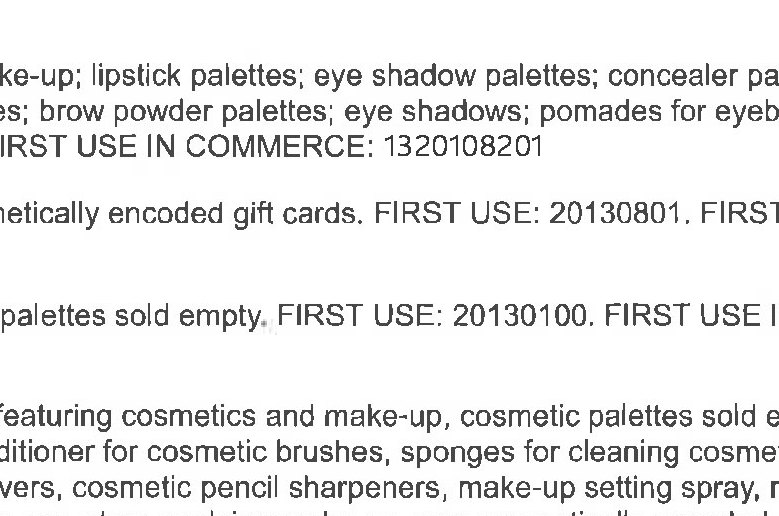 ke-up; lipstick palettes; eye shadow palettes; concealer pa
es; brow powder palettes; eye shadows; pomades for eyeb
IRST USE IN COMMERCE: 1320108201
netically encoded gift cards. FIRST USE: 20130801. FIRST
palettes sold empty. FIRST USE: 20130100. FIRST USE I
featuring cosmetics and make-up, cosmetic palettes sold e
ditioner for cosmetic brushes, sponges for cleaning cosme
vers, cosmetic pencil sharpeners, make-up setting spray, r